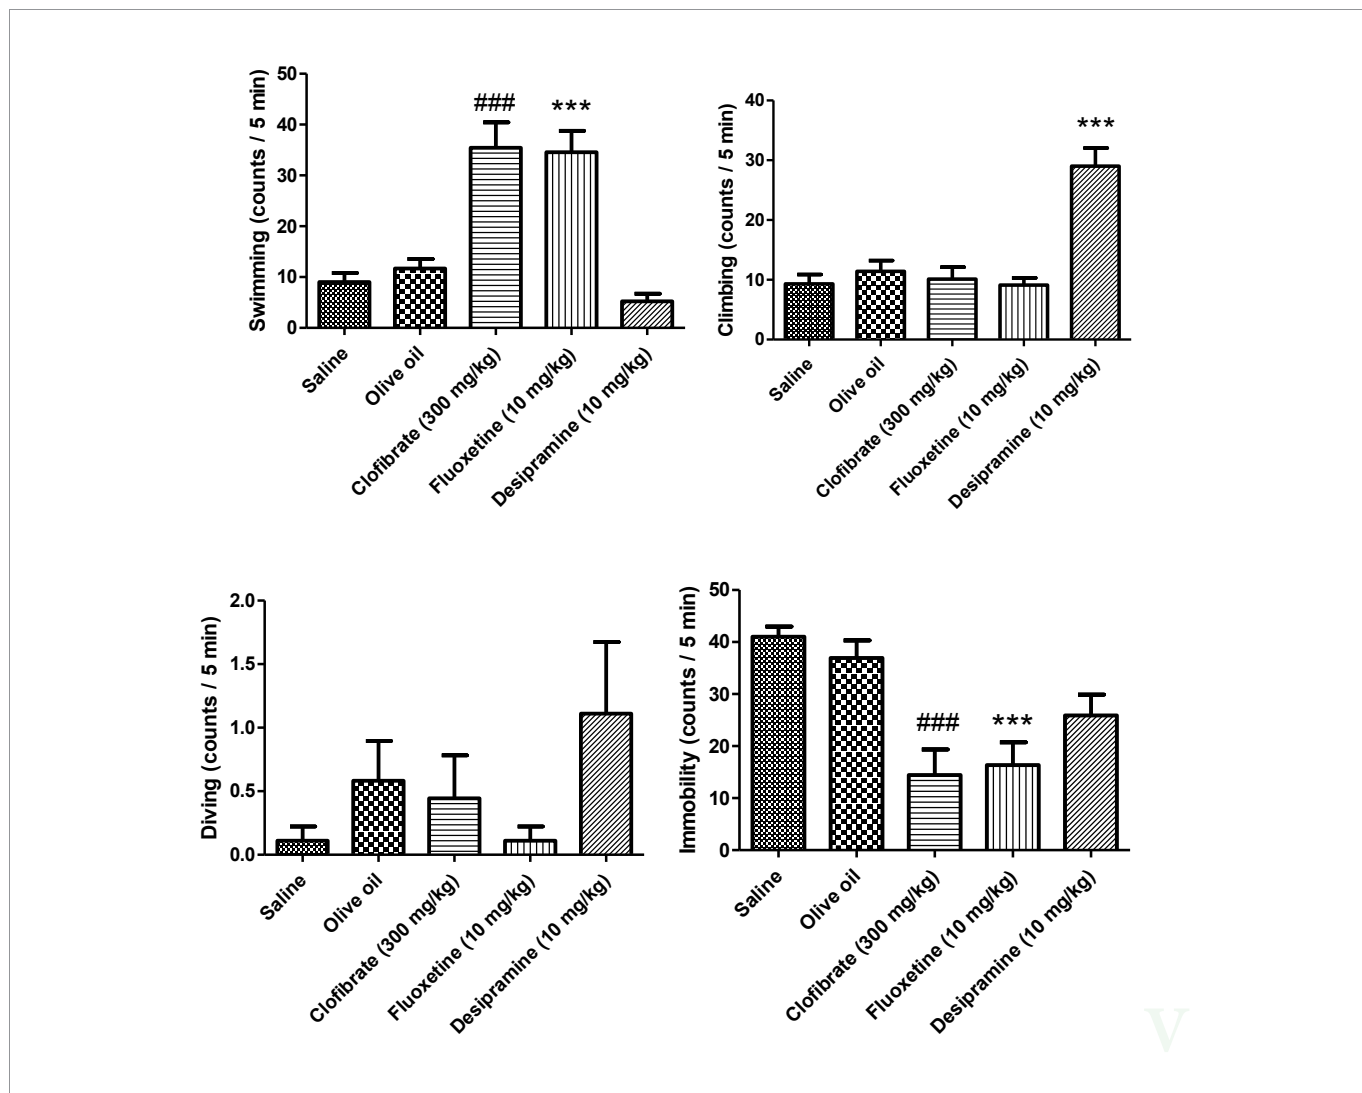 Swimming (counts / 5 min)
50
40
30
20
10
0
###
***
Saline
Olive oil
Clofibrate (300 mg/kg)
Fluoxetine (10 mg/kg)
Desipramine (10 mg/kg)
Climbing (counts / 5 min)
40
30
20
10
0
***
Saline
Olive oil
Clofibrate (300 mg/kg)
Fluoxetine (10 mg/kg)
Desipramine (10 mg/kg)
Diving (counts / 5 min)
2.0
1.5
1.0
0.5
0.0
Saline
Olive oil
Clofibrate (300 mg/kg)
Fluoxetine (10 mg/kg)
Desipramine (10 mg/kg)
Immobility (counts / 5 min)
50
40
30
20
10
0
###
***
Saline
Olive oil
Clofibrate (300 mg/kg)
Fluoxetine (10 mg/kg)
Desipramine (10 mg/kg)
V